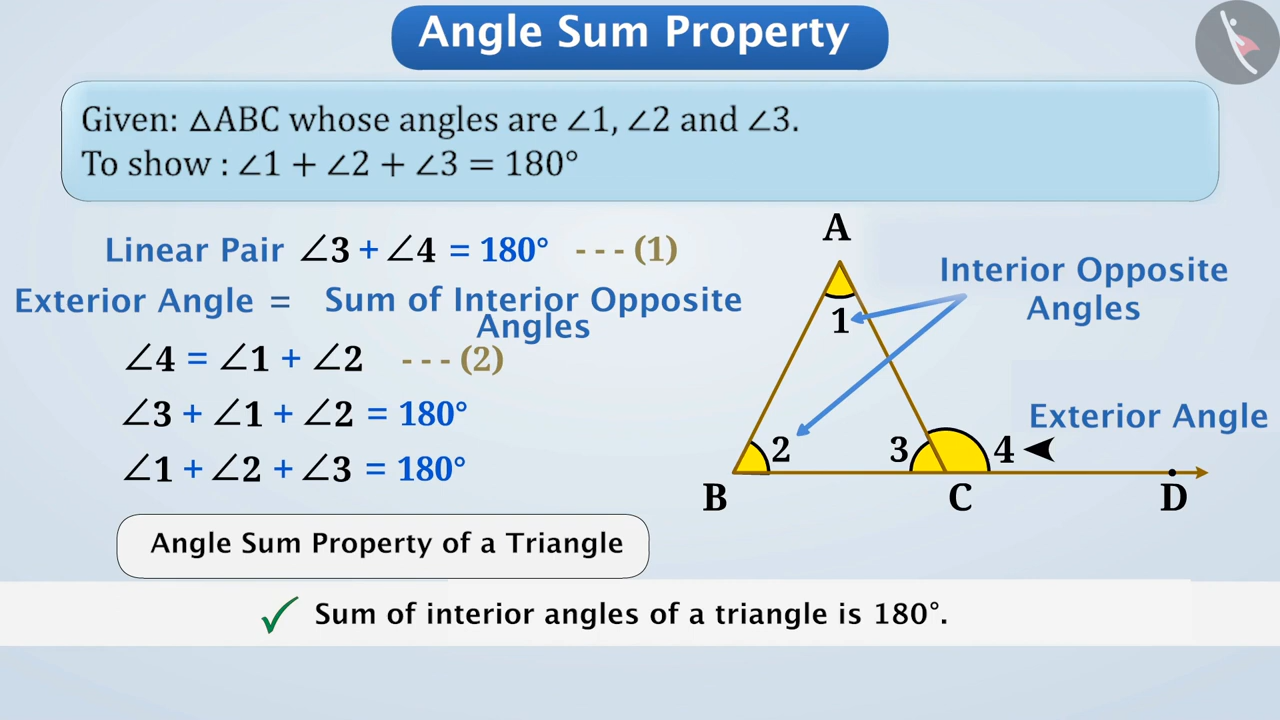 Angle Sum Property
Given: △ABC whose angles are ∠1, ∠2 and ∠3.
To show : ∠1 + ∠2 + ∠3 = 180°
Linear Pair ∠3 + ∠4 = 180° - - - (1)
Exterior Angle = Sum of Interior Opposite
Angles
∠4 = ∠1 + ∠2 - - - (2)
∠3 + ∠1 + ∠2 = 180°
∠1 + ∠2 + ∠3 = 180°
A
Interior Opposite
Angles
1
Exterior Angle
2 3 4
B C D
Angle Sum Property of a Triangle
✓ Sum of interior angles of a triangle is 180°.